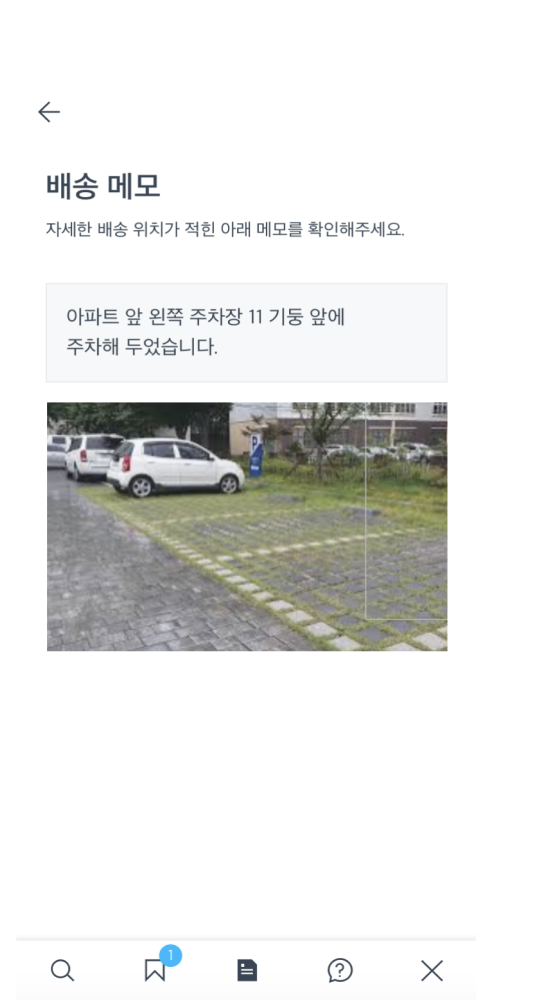 배송 메모
자세한 배송 위치가 적힌 아래 메모를 확인해주세요.
아파트 앞 왼쪽 주차장 11 기둥 앞에
주차해 두었습니다.
P
1